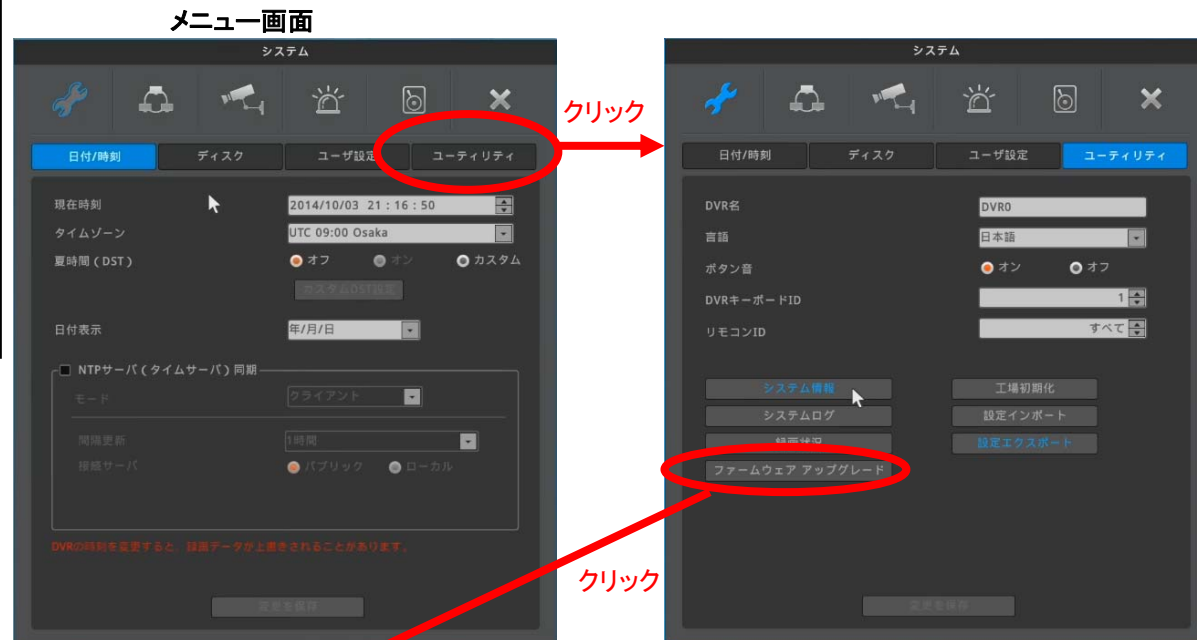 メニュー画面
システム
日付/時刻 ディスク ユーザ設定 ユーティリティ
現在時刻 2014/10/03 21:16:50
タイムゾーン UTC 09:00 Osaka
夏時間(DST) オフ オン カスタム
カスタムDST設定
日付表示 年/月/日
NTPサーバ(タイムサーバ)同期
モード クライアント
間隔更新 1時間
接続サーバ パブリック ローカル
DVRの時刻を変更すると、録画データが上書きされることがあります。
変更を保存
クリック
システム
日付/時刻 ディスク ユーザ設定 ユーティリティ
DVR名 DVR0
言語 日本語
ボタン音 オン オフ
DVRキーボードID 1
リモコンID すべて
システム情報 工場初期化
システムログ 設定インポート
録画状況 設定エクスポート
ファームウェア アップグレード
クリック
変更を保存